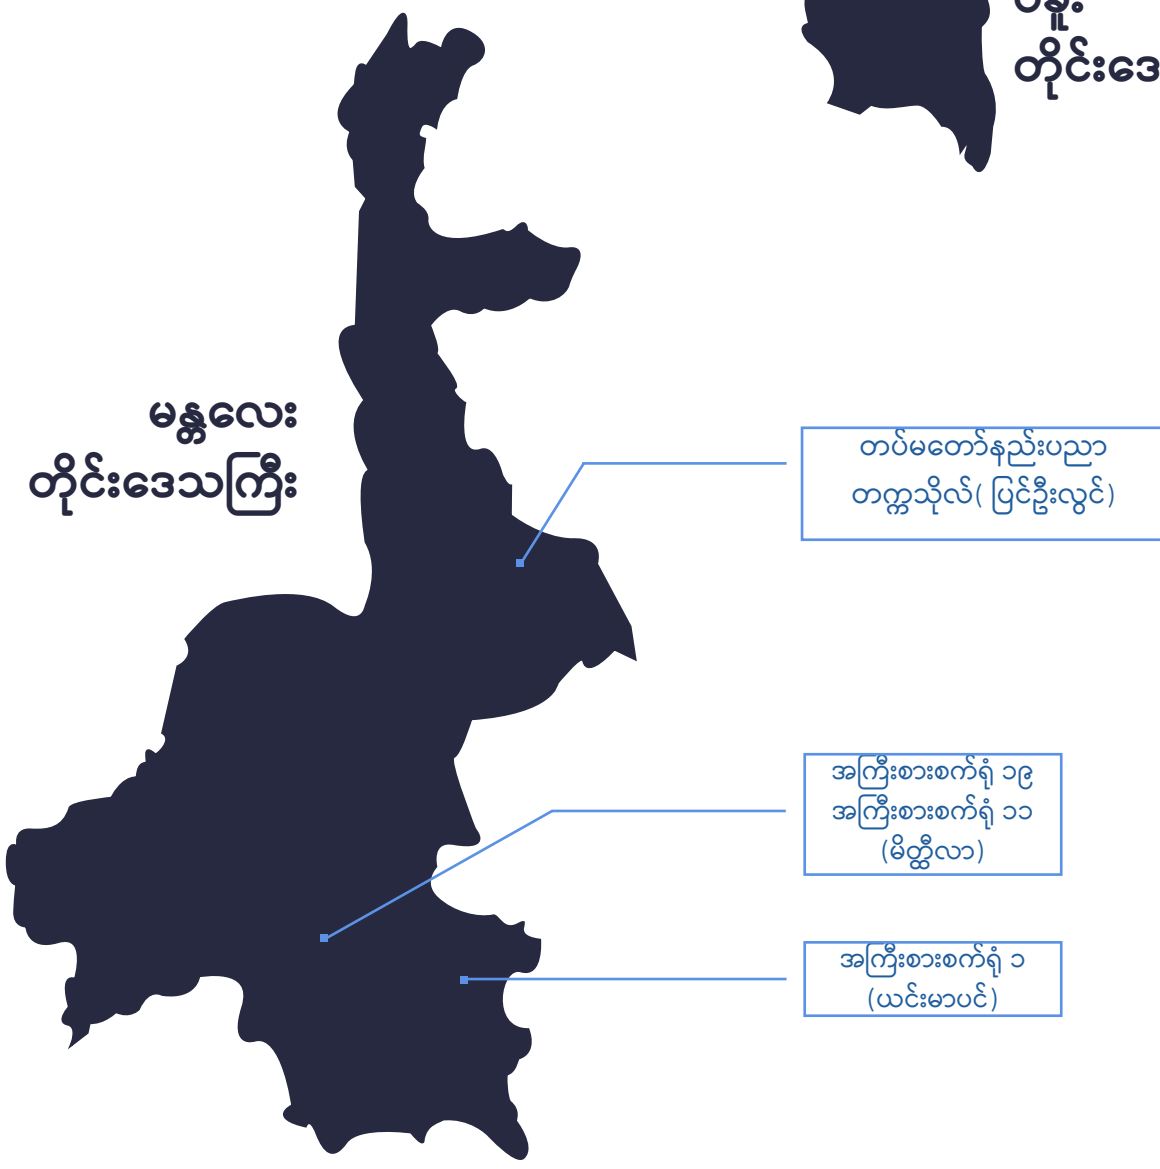 တိုင်းဒေ
မန္တလေး
တိုင်းဒေသကြီး
တပ်မတော်နည်းပညာ
တက္ကသိုလ်( ပြင်ဦးလွင်)
အကြီးစားစက်ရုံ ၁၉
အကြီးစားစက်ရုံ ၁၁
(မိတ္ထီလာ)
အကြီးစားစက်ရုံ ၁
(ယင်းမာပင်)